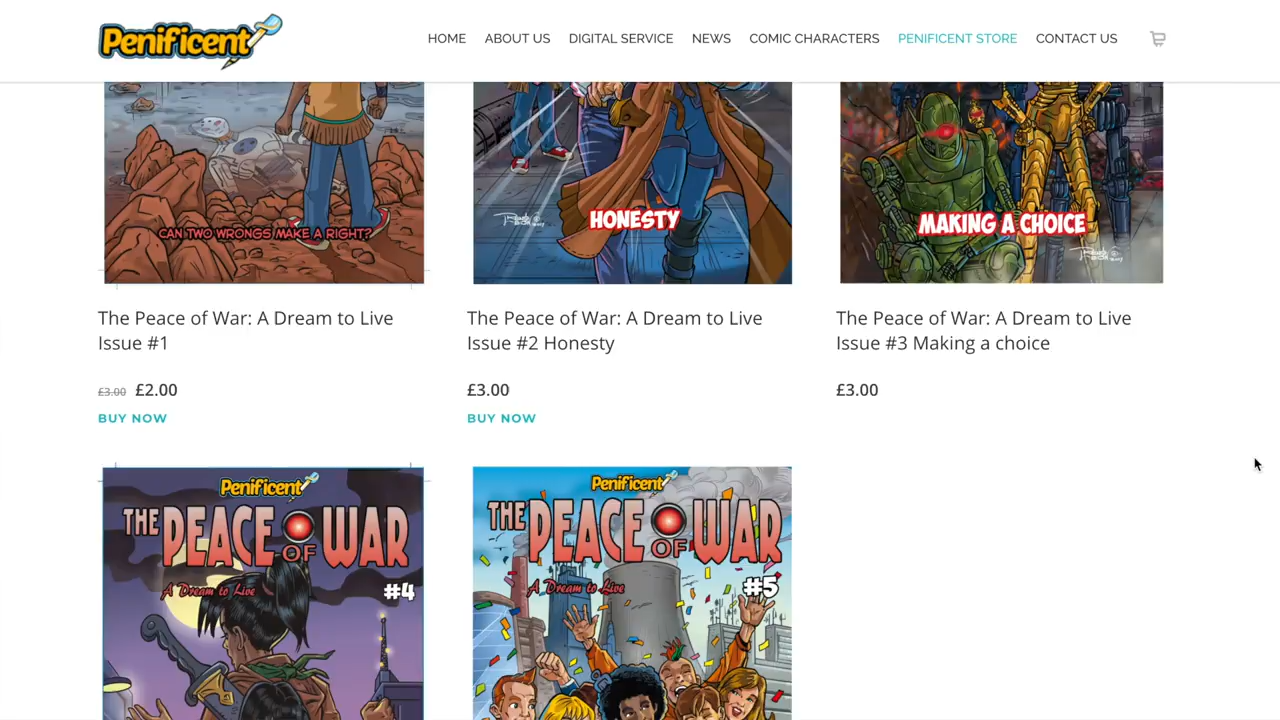 Penificent
HOME ABOUT US DIGITAL SERVICE NEWS COMIC CHARACTERS PENIFICENT STORE CONTACT US
CAN TWO WRONGS MAKE A RIGHT?
HONESTY
MAKING A CHOICE
The Peace of War: A Dream to Live
Issue #1
The Peace of War: A Dream to Live
Issue #2 Honesty
The Peace of War: A Dream to Live
Issue #3 Making a choice
£3.00 £2.00
£3.00
£3.00
BUY NOW
BUY NOW
Penificent
THE PEACE OF WAR
A Dream to Live
#4
Penificent
THE PEACE OF WAR
A Dream to Live
#5